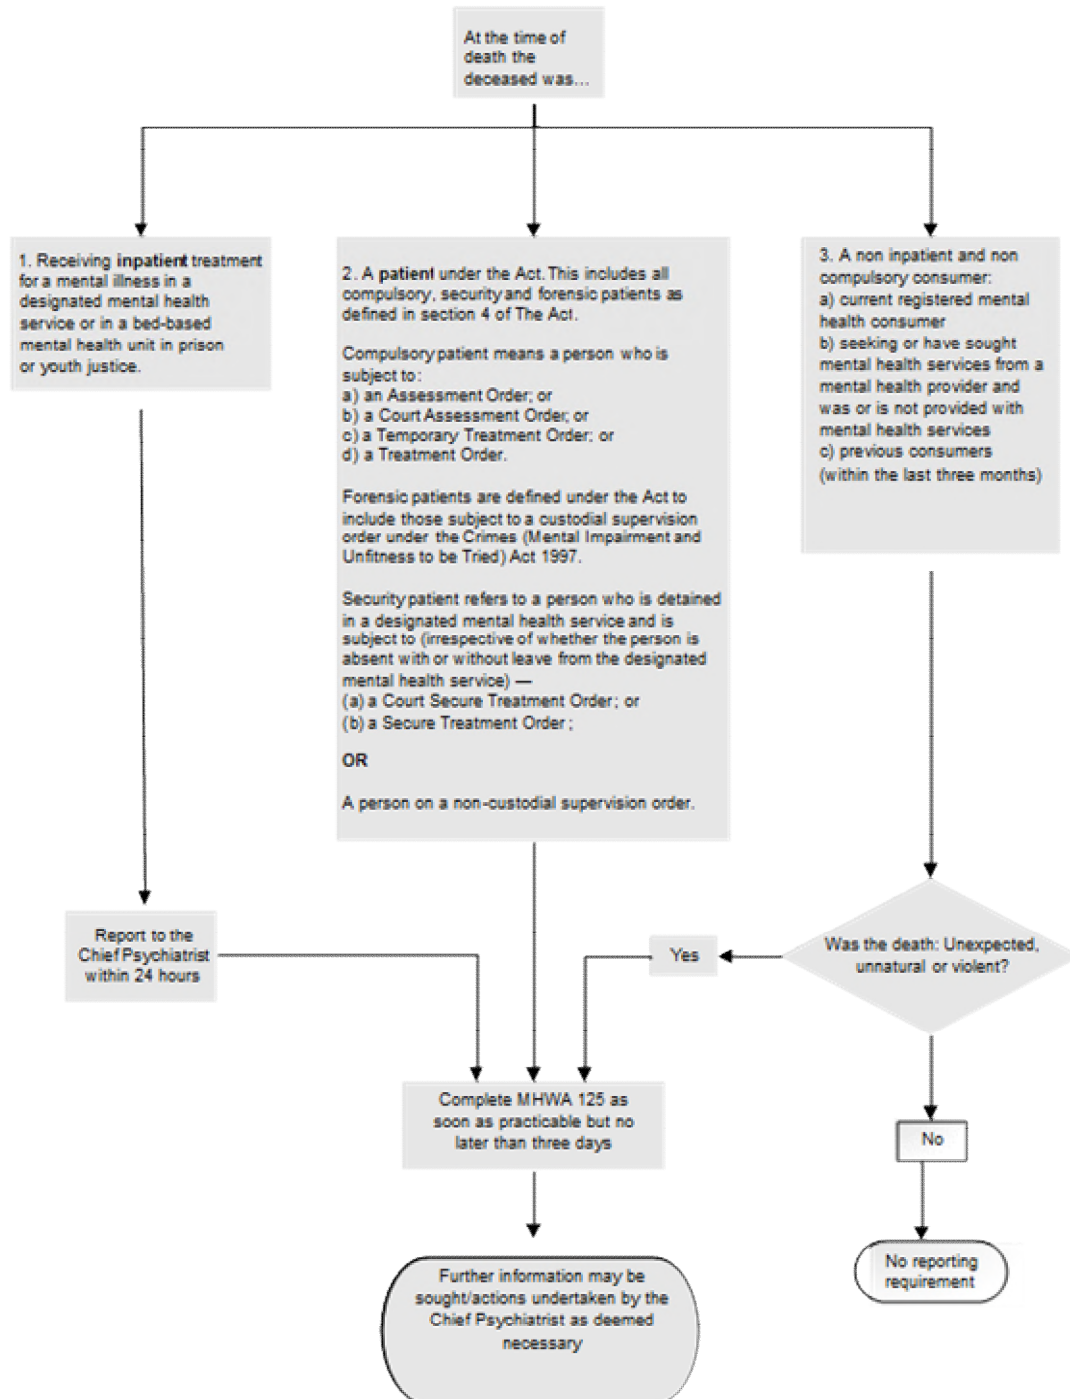 At the time of
death the
deceased was...
1. Receiving inpatient treatment
for a mental illness in a
designated mental health
service or in a bed-based
mental health unit in prison
or youth justice.
2. A patient under the Act. This includes all
compulsory, security and forensic patients as
defined in section 4 of The Act.
Compulsory patient means a person who is
subject to:
a) an Assessment Order; or
b) a Court Assessment Order; or
c) a Temporary Treatment Order; or
d) a Treatment Order.
Forensic patients are defined under the Act to
include those subject to a custodial supervision
order under the Crimes (Mental Impairment and
Unfitness to be Tried) Act 1997.
Security patient refers to a person who is detained
in a designated mental health service and is
subject to (irrespective of whether the person is
absent with or without leave from the designated
mental health service) —
(a) a Court Secure Treatment Order; or
(b) a Secure Treatment Order;
OR
A person on a non-custodial supervision order.
3. A non inpatient and non
compulsory consumer:
a) current registered mental
health consumer
b) seeking or have sought
mental health services from a
mental health provider and
was or is not provided with
mental health services
c) previous consumers
(within the last three months)
Report to the
Chief Psychiatrist
within 24 hours
Yes
Was the death: Unexpected,
unnatural or violent?
Complete MHWA 125 as
soon as practicable but no
later than three days
No
No reporting
requirement
Further information may be
sought/actions undertaken by the
Chief Psychiatrist as deemed
necessary